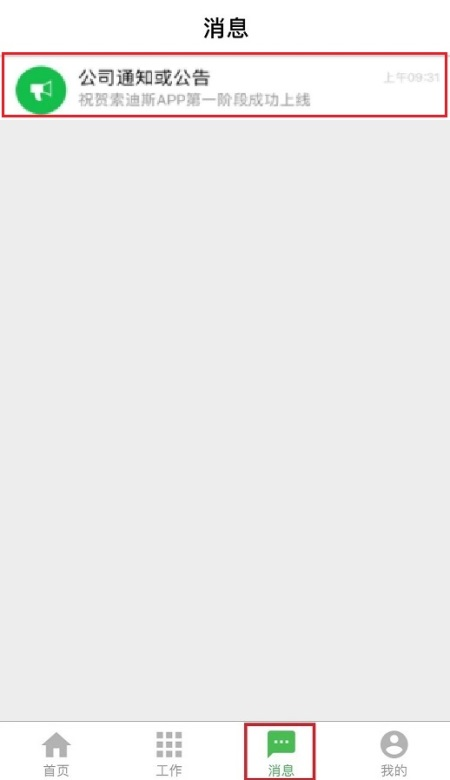 消息
公司通知或公告
上午09:31
祝贺索迪斯APP第一阶段成功上线
首页
工作
消息
我的